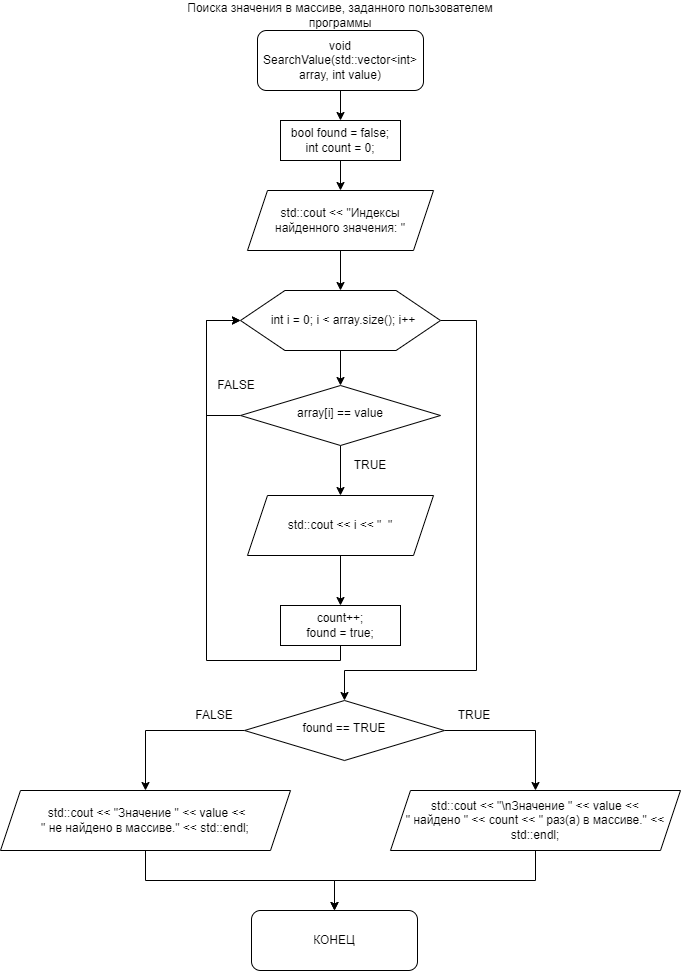 Поиска значения в массиве, заданного пользователем
программы
void
SearchValue(std::vector<int>
array, int value)
bool found = false;
int count = 0;
std::cout << "Индексы
найденного значения: "
int i = 0; i < array.size(); i++
FALSE
array[i] == value
TRUE
std::cout << i << "  "
count++;
found = true;
FALSE
found == TRUE
TRUE
std::cout << "Значение " << value <<
" не найдено в массиве." << std::endl;
std::cout << "\nЗначение " << value <<
" найдено " << count << " раз(а) в массиве." <<
std::endl;
КОНЕЦ